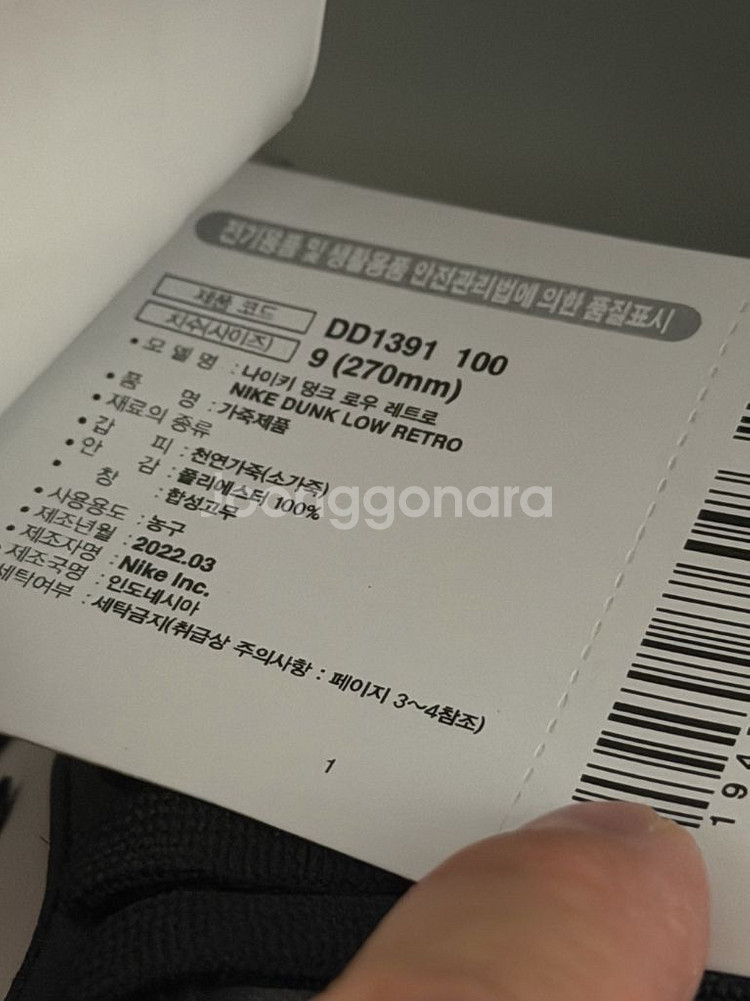 전기용품 및 생활용품 안전관리법에 의한 품질표시
제품 코드 DD1391 100
치수(사이즈) 9 (270mm)
• 모델명 : 나이키 덩크 로우 레트로
NIKE DUNK LOW RETRO
• 품 명 : 가죽제품
• 재료의 종류
• 갑 피 : 천연가죽(소가죽)
• 안 감 : 폴리에스터 100%
• 창 : 합성고무
• 사용용도 : 농구
• 제조년월 : 2022.03
• 제조자명 : Nike Inc.
• 제조국명 : 인도네시아
세탁여부 : 세탁금지(취급상 주의사항 : 페이지 3~4참조)
1
joonggonara
1 9 4